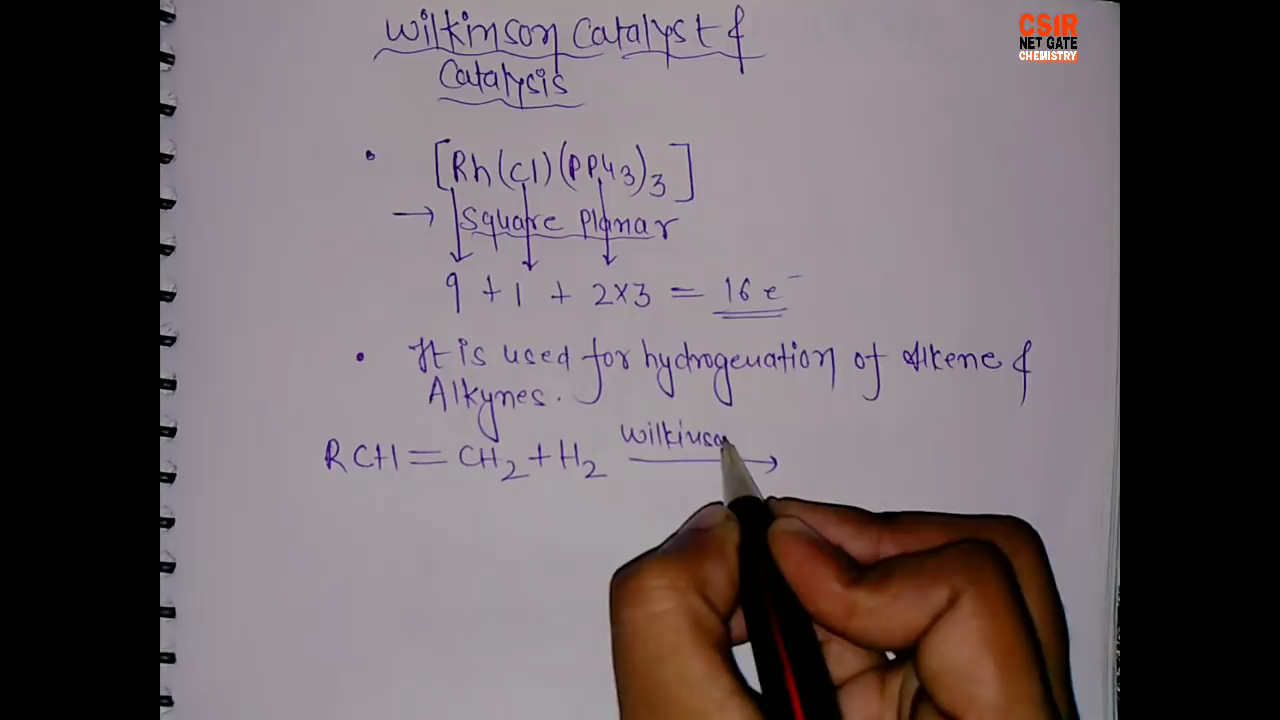 Wilkinson Catalyst &
Catalysis
CSIR
NET GATE
CHEMISTRY
• [Rh(Cl)(PPh3)3]
→ Square Planar
9 + 1 + 2×3 = 16 e⁻
• It is used for hydrogenation of Alkene &
Alkynes.
Wilkinso
RCH=CH2+H2 →